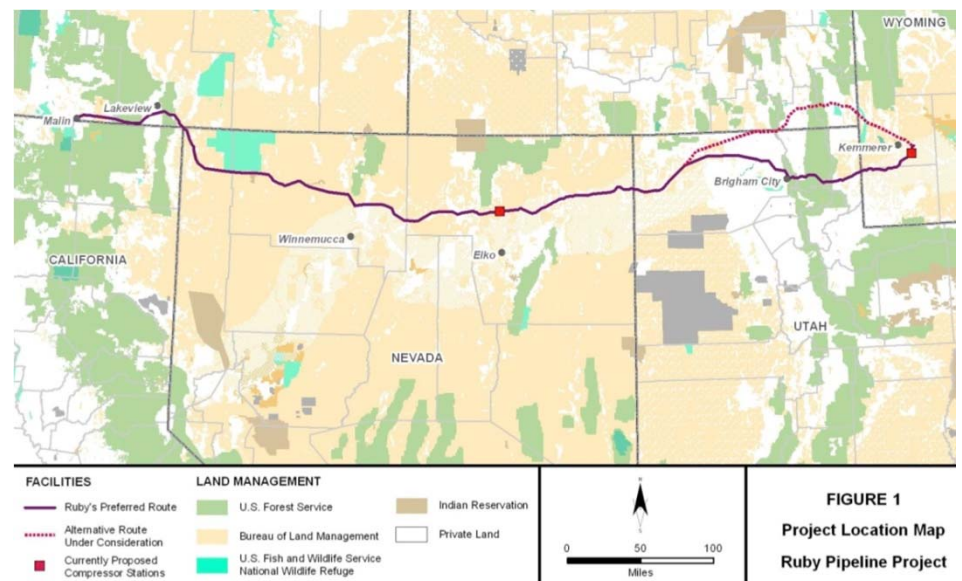 WYOMING
Lakeview
Malin
Kemmerer
Brigham City
Winnemucca
Elko
CALIFORNIA
UTAH
NEVADA
FACILITIES
Ruby's Preferred Route
Alternative Route
Under Consideration
Currently Proposed
Compressor Stations
LAND MANAGEMENT
U.S. Forest Service
Bureau of Land Management
U.S. Fish and Wildlife Service
National Wildlife Refuge
Indian Reservation
Private Land
N
0 50 100
Miles
FIGURE 1
Project Location Map
Ruby Pipeline Project